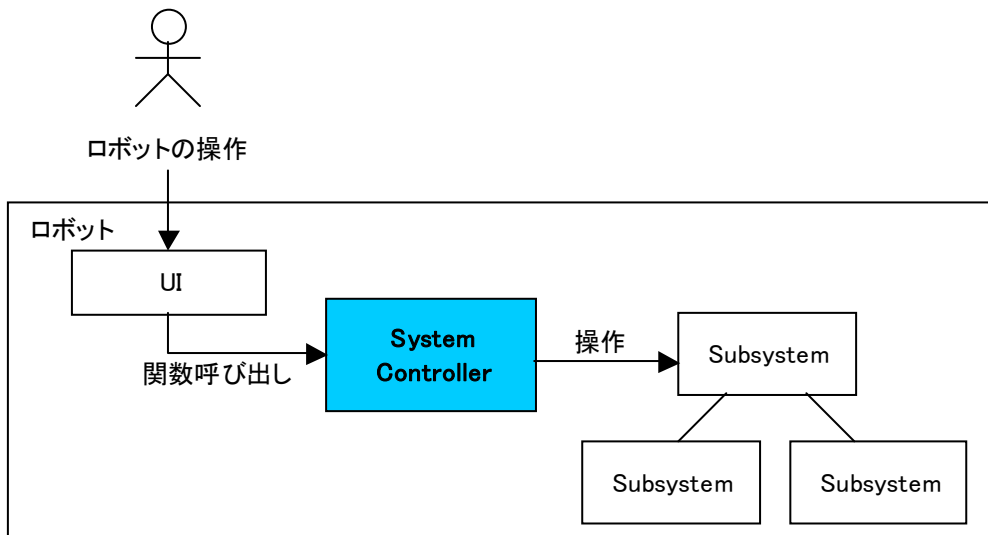 ロボットの操作
ロボット
UI
System
Controller
関数呼び出し
操作
Subsystem
Subsystem
Subsystem